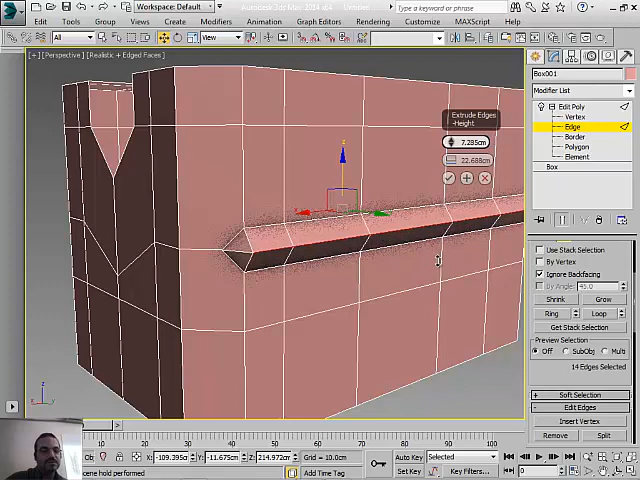 Workspace: Default
Autodesk 3ds Max 2014 x64 Untitled
Type a keyword or phrase
Edit Tools Group Views Create Modifiers Animation Graph Editors Rendering Customize MAXScript Help
All View
[ + ] [Perspective ] [Realistic + Edged Faces ]
Box001
Modifier List
Extrude Edges
-Height
7.285cm
22.688cm
Edit Poly
Vertex
Edge
Border
Polygon
Element
Box
z
Use Stack Selection
By Vertex
Ignore Backfacing
By Angle: 45.0
Shrink Grow
Ring Loop
Get Stack Selection
Preview Selection
Off SubObj Multi
14 Edges Selected
+ Soft Selection
- Edit Edges
Insert Vertex
Remove Split
z
10 20 30 40 50 60 70 80 90 100
X: -109.395cm Y: -11.675cm Z: 214.972cm Grid = 10.0cm
Auto Key Selected
cene hold performed
Add Time Tag
Set Key Key Filters...
0